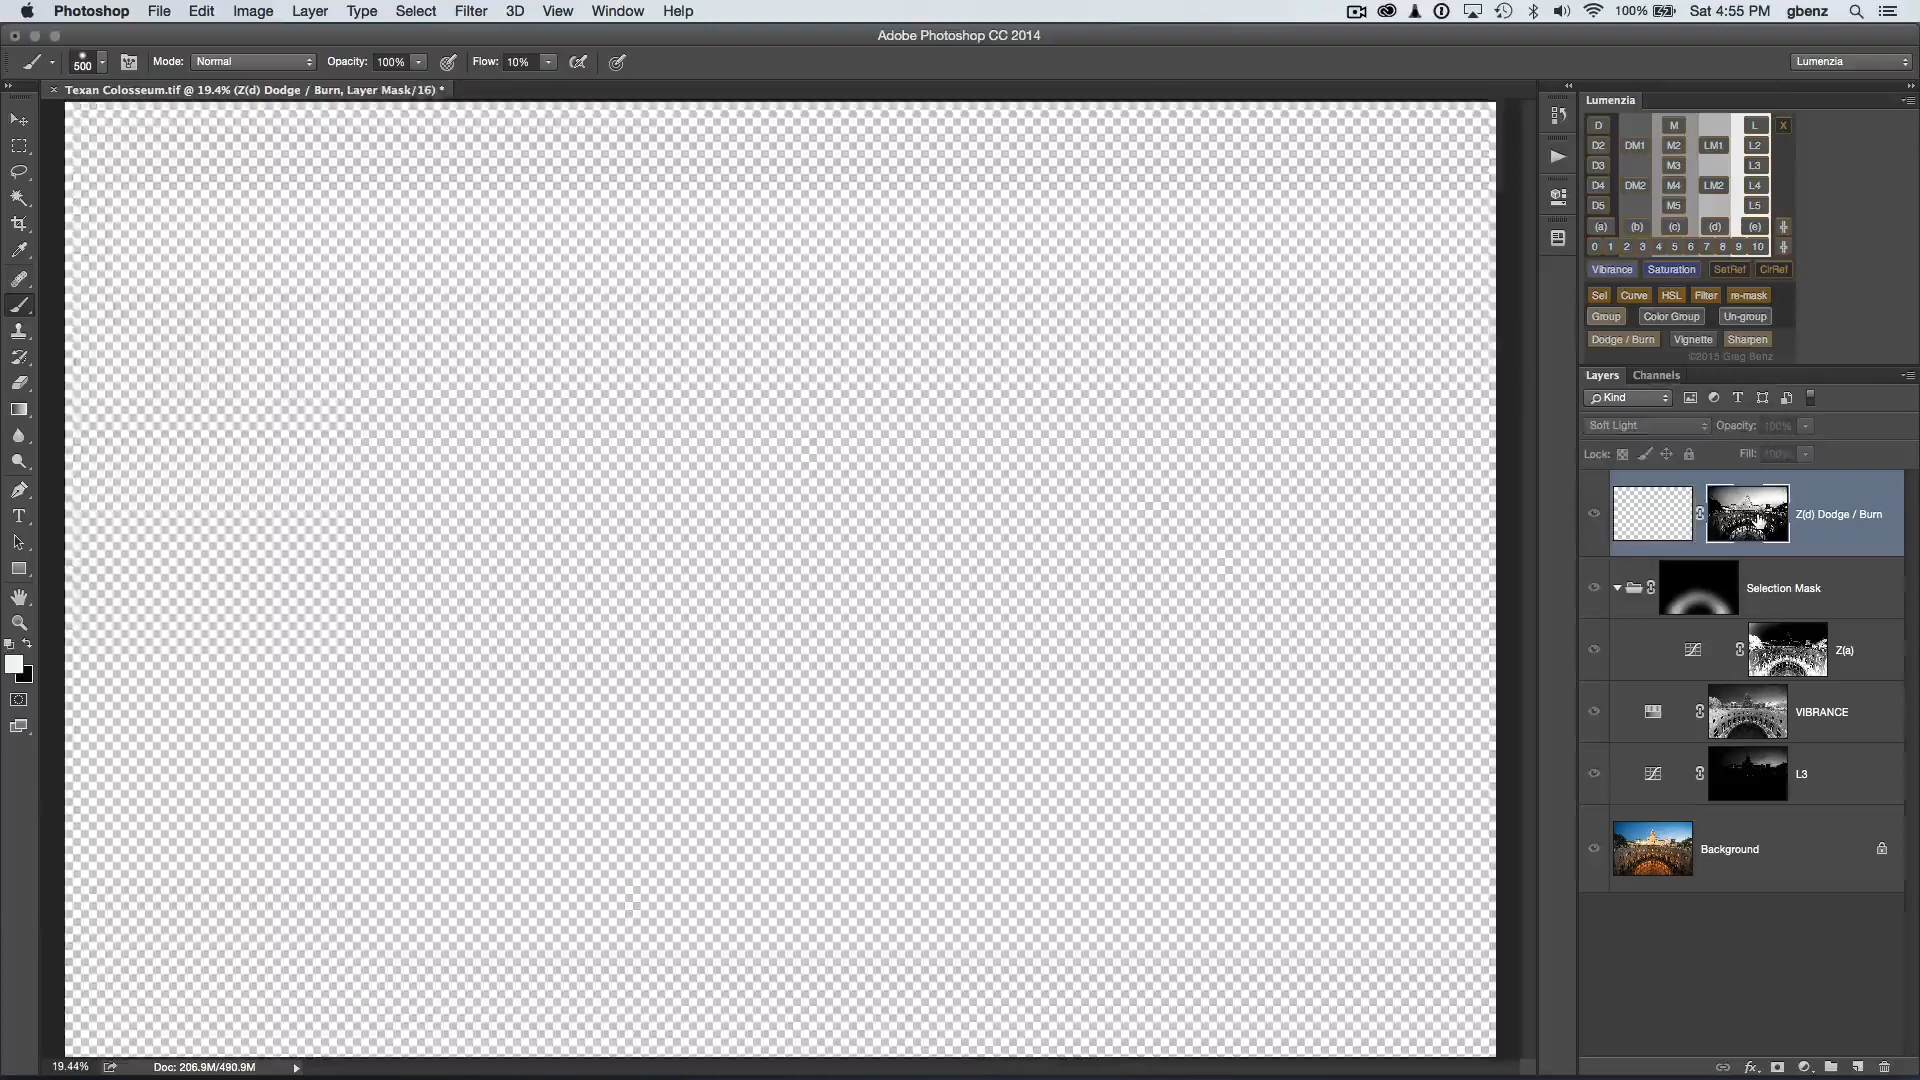 Photoshop File Edit Image Layer Type Select Filter 3D View Window Help 100% Sat 4:55 PM gbenz
Adobe Photoshop CC 2014
500 Mode: Normal Opacity: 100% Flow: 10% Lumenzia
Texan Colosseum.tif @ 19.4% (Z(d) Dodge / Burn, Layer Mask/16) *
Lumenzia
D M L X
D2 DM1 M2 LM1 L2
D3 M3 L3
D4 DM2 M4 LM2 L4
D5 M5 L5
(a) (b) (c) (d) (e)
0 1 2 3 4 5 6 7 8 9 10
Vibrance Saturation SetRef ClrRef
Sel Curve HSL Filter re-mask
Group Color Group Un-group
Dodge / Burn Vignette Sharpen
©2015 Greg Benz
Layers Channels
Kind
Soft Light Opacity: 100%
Lock: Fill: 100%
Z(d) Dodge / Burn
Selection Mask
Z(a)
VIBRANCE
L3
Background
19.44% Doc: 206.9M/490.9M